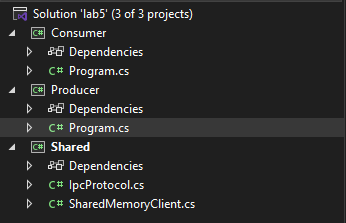 Solution 'lab5' (3 of 3 projects)
C# Consumer
Dependencies
C# Program.cs
C# Producer
Dependencies
C# Program.cs
C# Shared
Dependencies
C# IpcProtocol.cs
C# SharedMemoryClient.cs